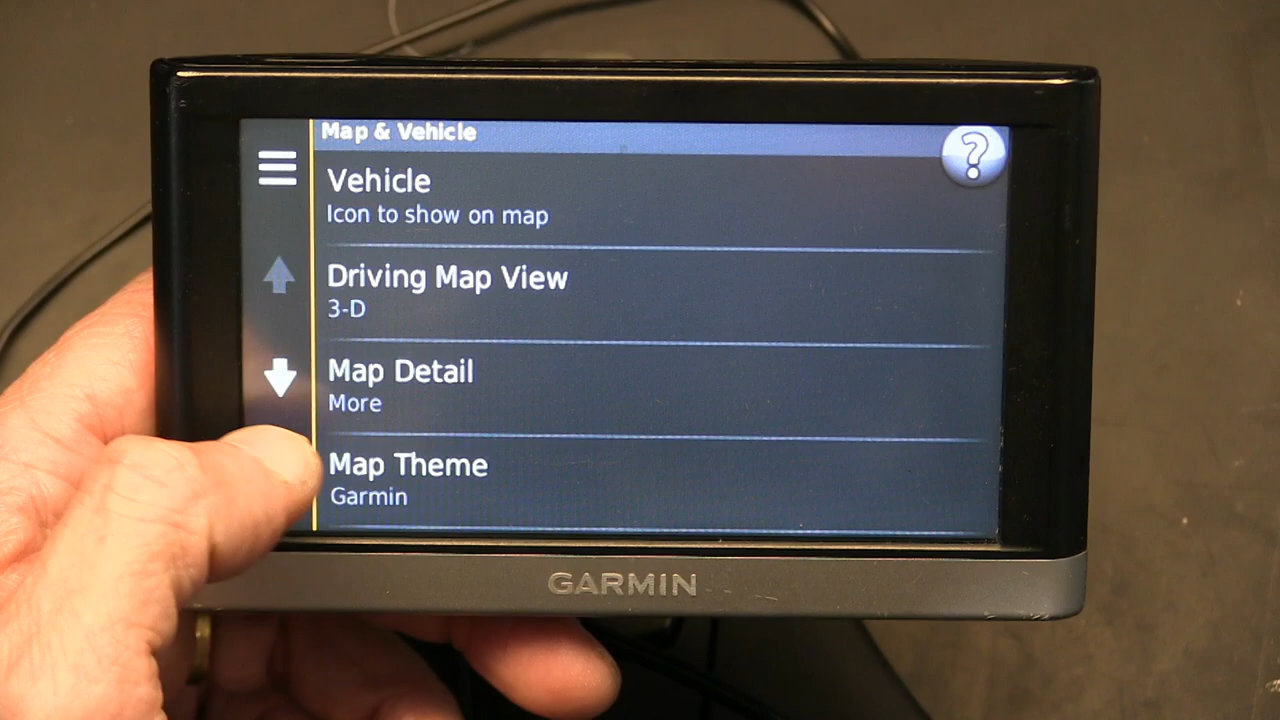 Map & Vehicle
?
Vehicle
Icon to show on map
Driving Map View
3-D
Map Detail
More
Map Theme
Garmin
GARMIN